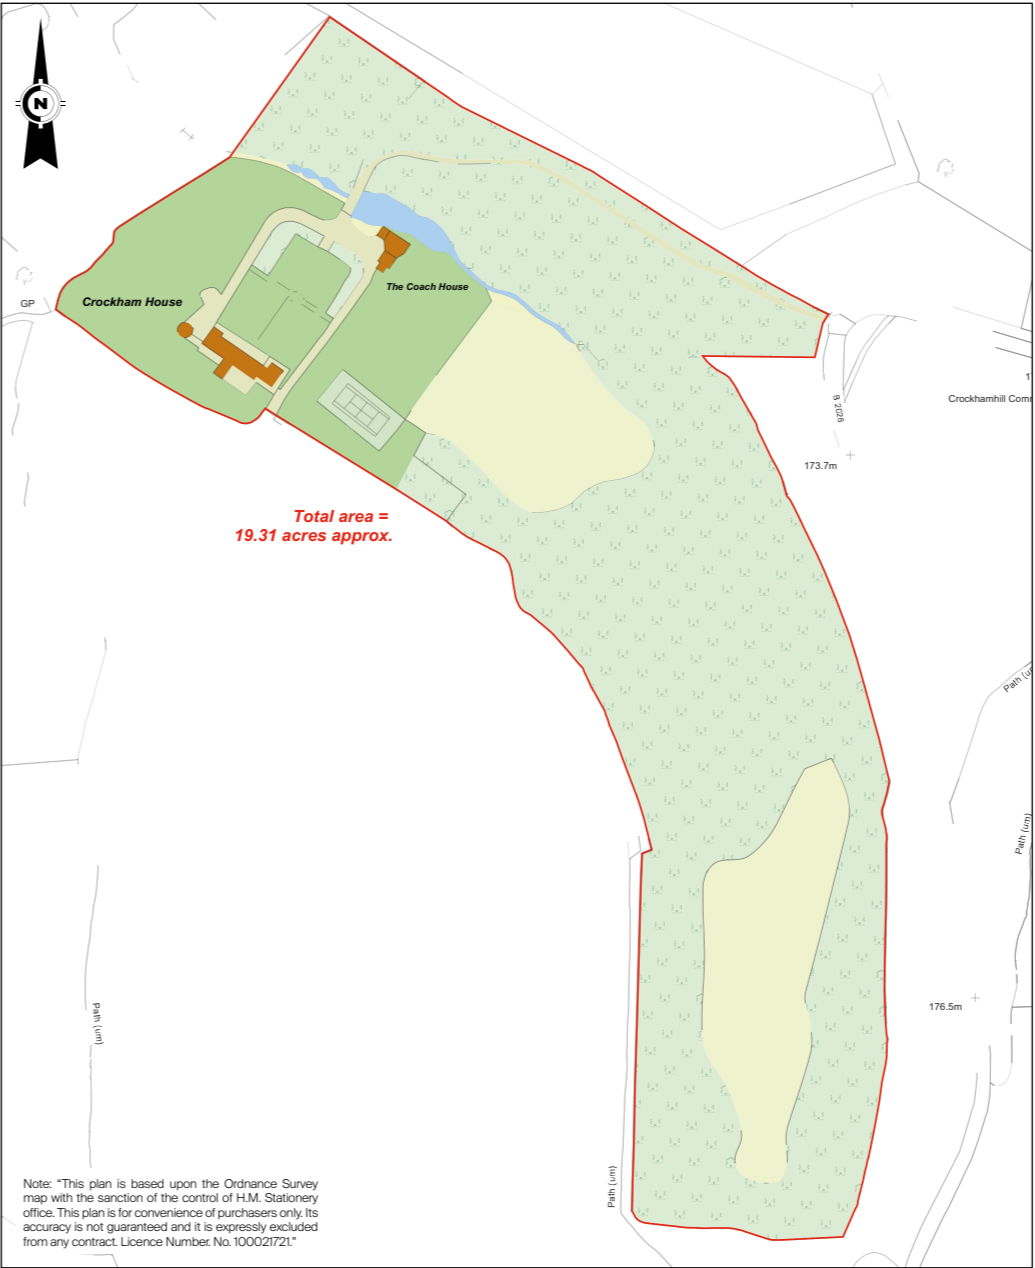 N
Crockham House
The Coach House
GP
B 2026
Crockhamhill Comm
173.7m
Total area =
19.31 acres approx.
Path (um)
176.5m
Path (um)
Path (um)
Note: “This plan is based upon the Ordnance Survey
map with the sanction of the control of H.M. Stationery
office. This plan is for convenience of purchasers only. Its
accuracy is not guaranteed and it is expressly excluded
from any contract. Licence Number. No. 100021721.”